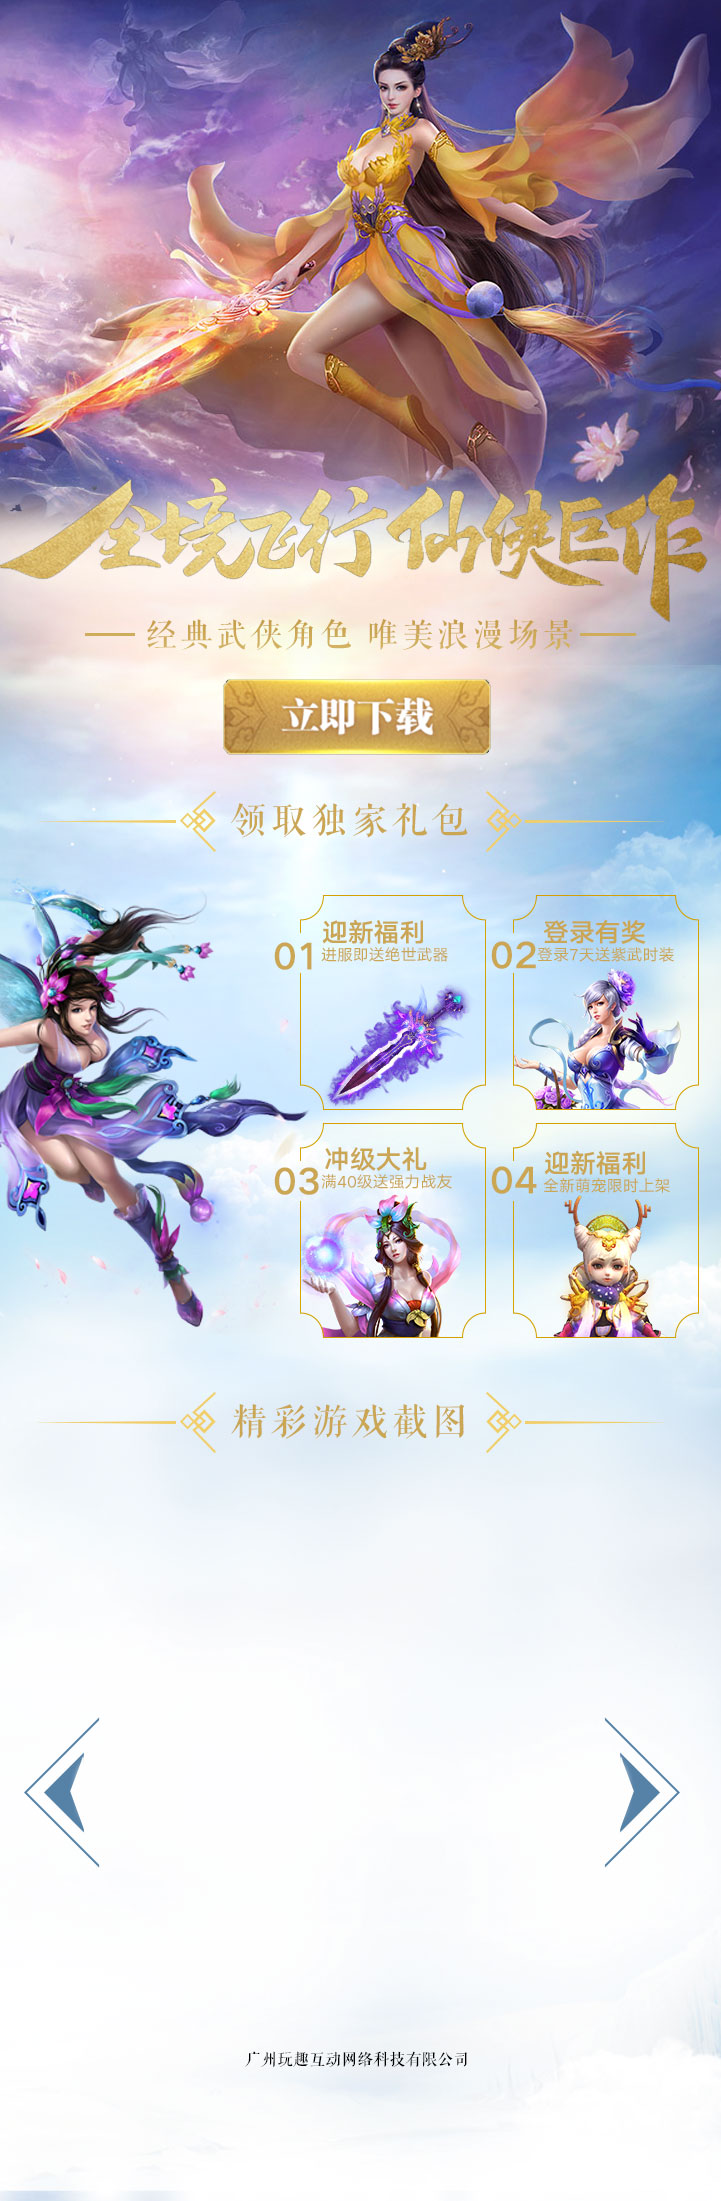 全境飞行 仙侠巨作
经典武侠角色 唯美浪漫场景
立即下载
领取独家礼包
01
迎新福利
进服即送绝世武器
02
登录有奖
登录7天送紫武时装
03
冲级大礼
满40级送强力战友
04
迎新福利
全新萌宠限时上架
精彩游戏截图
广州玩趣互动网络科技有限公司